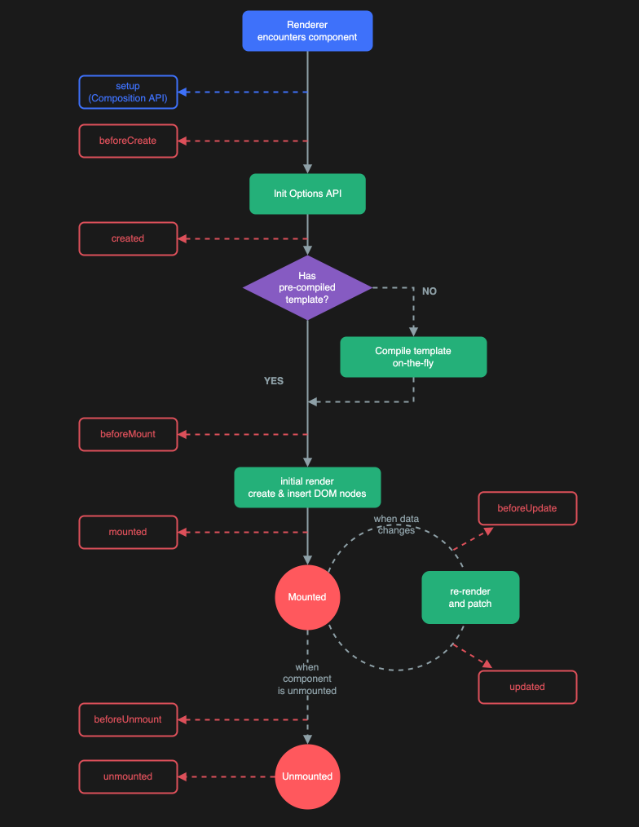 Renderer
encounters component
setup
(Composition API)
beforeCreate
Init Options API
created
Has
pre-compiled
template?
NO
Compile template
on-the-fly
YES
beforeMount
initial render
create & insert DOM nodes
beforeUpdate
when data
changes
mounted
Mounted
re-render
and patch
when
component
is unmounted
updated
beforeUnmount
unmounted
Unmounted